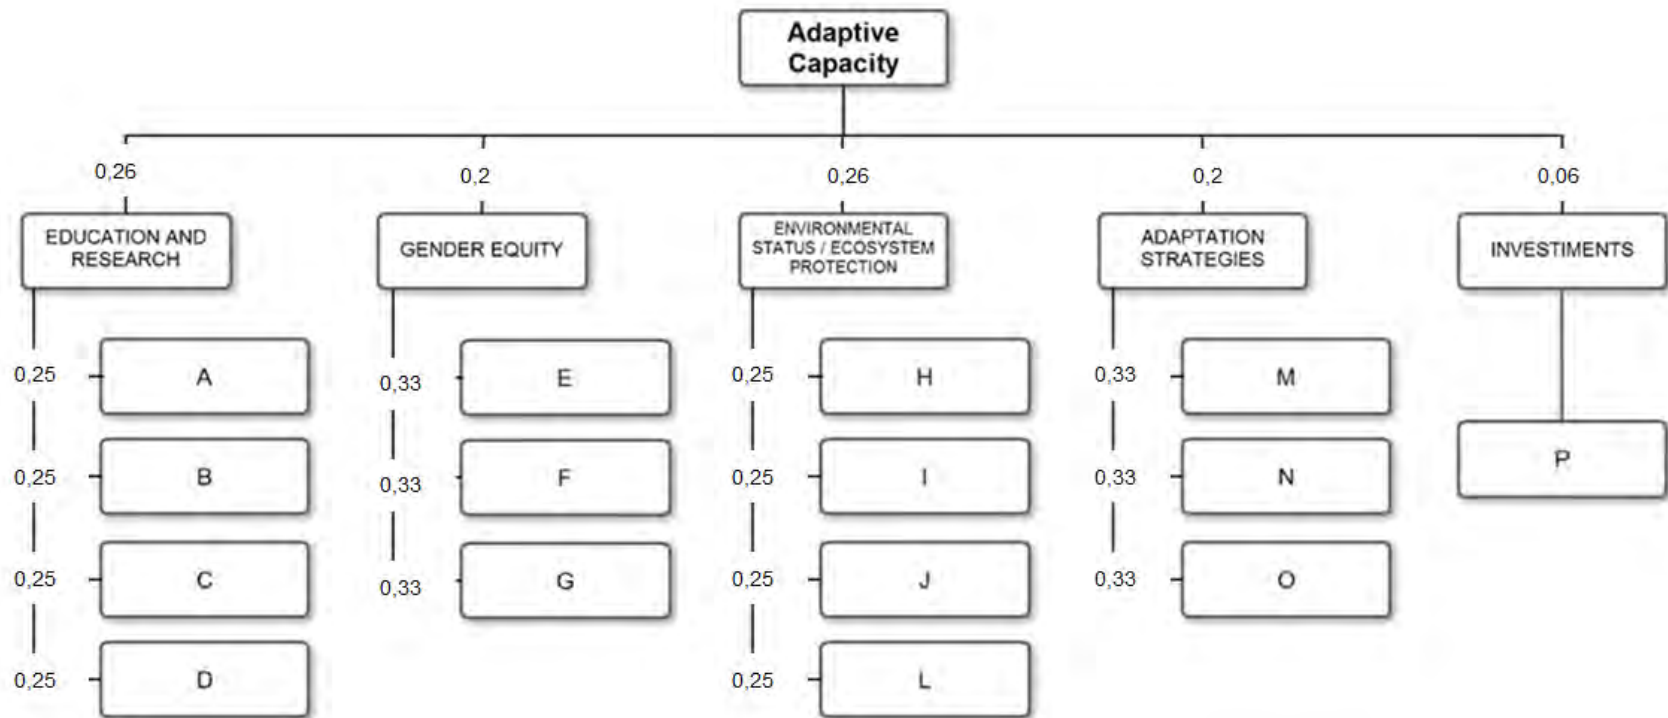 Adaptive
Capacity
0,26
0,2
0,26
0,2
0,06
EDUCATION AND
RESEARCH
GENDER EQUITY
ENVIRONMENTAL
STATUS / ECOSYSTEM
PROTECTION
ADAPTATION
STRATEGIES
INVESTIMENTS
0,25
A
0,25
B
0,25
C
0,25
D
0,33
E
0,33
F
0,33
G
0,25
H
0,25
I
0,25
J
0,25
L
0,33
M
0,33
N
0,33
O
P